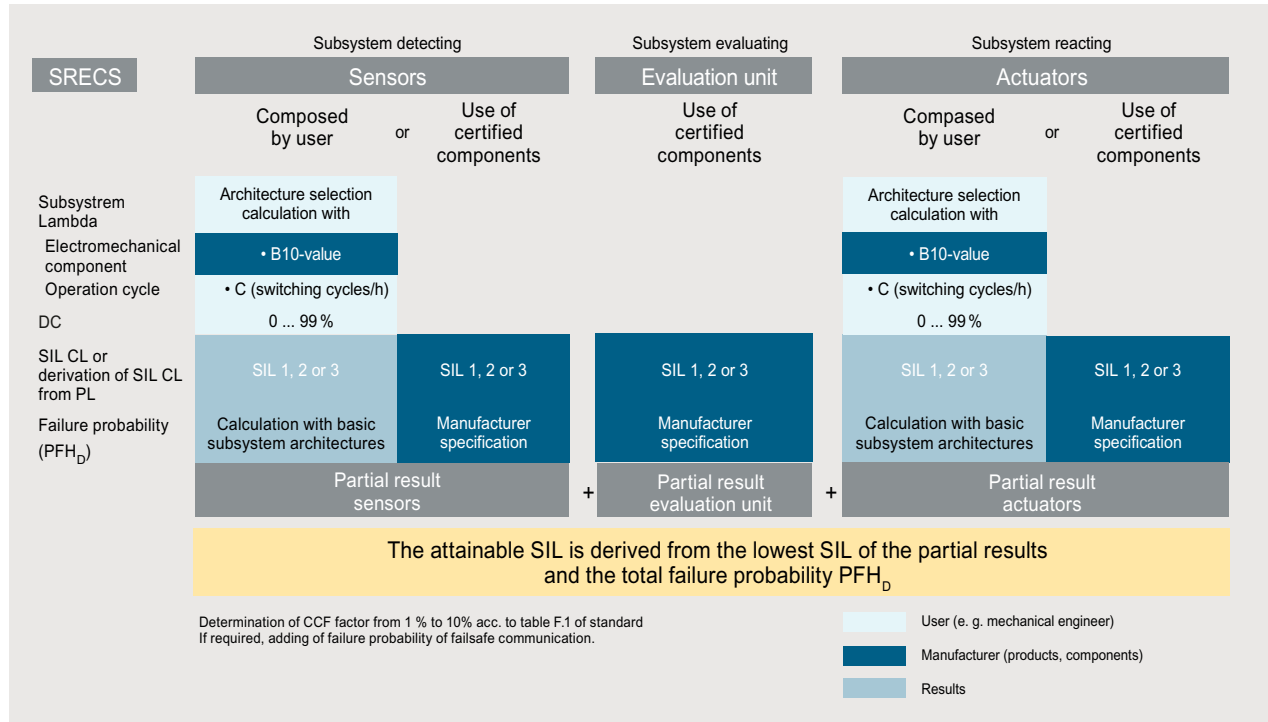 Subsystem detecting
Subsystem evaluating
Subsystem reacting
SRECS
Sensors
Evaluation unit
Actuators
Composed
by user
or
Use of
certified
components
Use of
certified
components
Compased
by user
or
Use of
certified
components
Subsystrem
Lambda
Architecture selection
calculation with
Architecture selection
calculation with
Electromechanical
component
• B10-value
• B10-value
Operation cycle
• C (switching cycles/h)
• C (switching cycles/h)
DC
0 ... 99 %
0 ... 99 %
SIL CL or
derivation of SIL CL
from PL
SIL 1, 2 or 3
SIL 1, 2 or 3
SIL 1, 2 or 3
SIL 1, 2 or 3
SIL 1, 2 or 3
Failure probability
(PFHD)
Calculation with basic
subsystem architectures
Manufacturer
specification
Manufacturer
specification
Calculation with basic
subsystem architectures
Manufacturer
specification
Partial result
sensors
+
Partial result
evaluation unit
+
Partial result
actuators
The attainable SIL is derived from the lowest SIL of the partial results
and the total failure probability PFHD
Determination of CCF factor from 1 % to 10% acc. to table F.1 of standard
If required, adding of failure probability of failsafe communication.
User (e. g. mechanical engineer)
Manufacturer (products, components)
Results